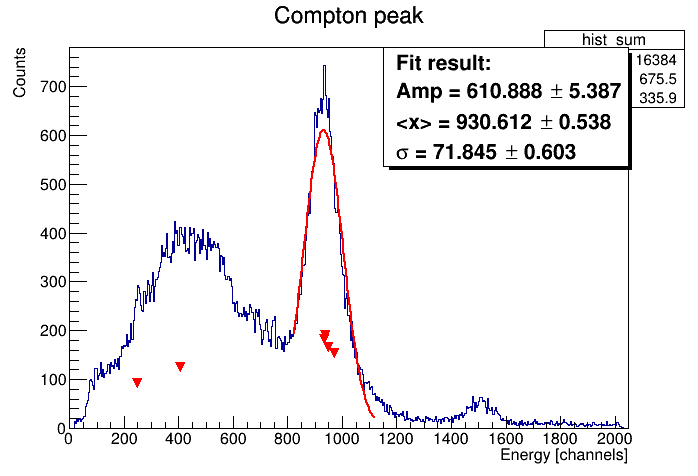 Compton peak
hist_sum
16384
675.5
335.9
Fit result:
Amp = 610.888 ± 5.387
<x> = 930.612 ± 0.538
σ = 71.845 ± 0.603
Counts
700
600
500
400
300
200
100
0
0 200 400 600 800 1000 1200 1400 1600 1800 2000
Energy [channels]